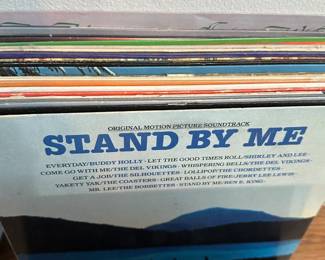 ORIGINAL MOTION PICTURE SOUNDTRACK
STAND BY ME
EVERYDAY/BUDDY HOLLY · LET THE GOOD TIMES ROLL/SHIRLEY AND LEE ·
COME GO WITH ME/THE DEL VIKINGS · WHISPERING BELLS/THE DEL VIKINGS ·
GET A JOB/THE SILHOUETTES · LOLLIPOP/THE CHORDETTES ·
YAKETY YAK/THE COASTERS · GREAT BALLS OF FIRE/JERRY LEE LEWIS ·
MR. LEE/THE BOBBETTES · STAND BY ME/BEN E. KING ·